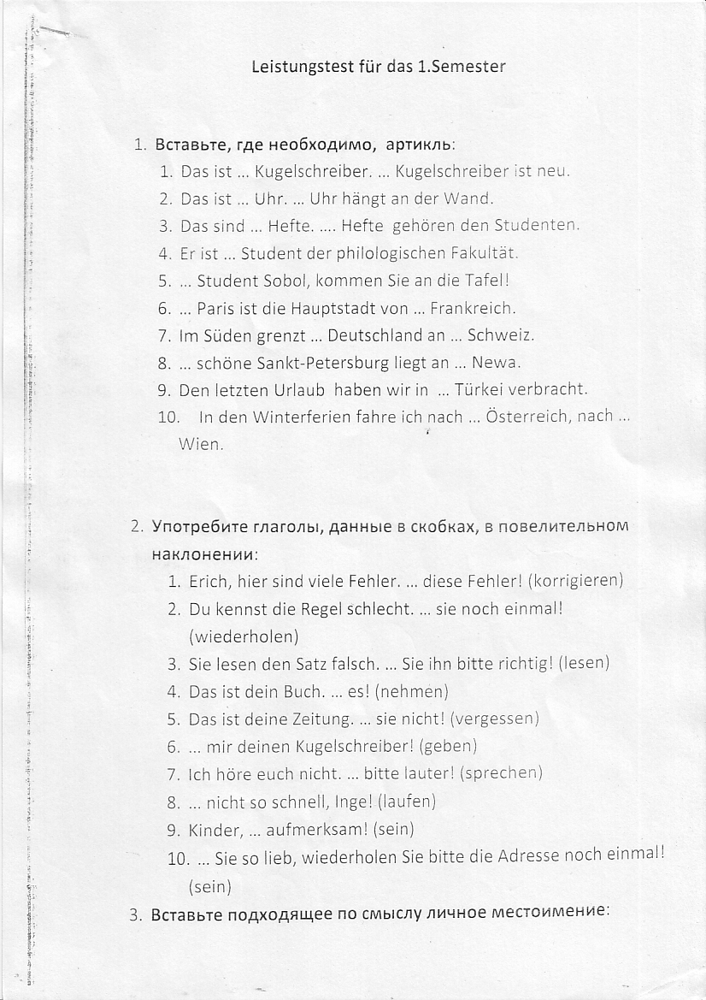 Leistungstest für das 1.Semester
1. Вставьте, где необходимо, артикль:
1. Das ist ... Kugelschreiber. ... Kugelschreiber ist neu.
2. Das ist ... Uhr. ... Uhr hängt an der Wand.
3. Das sind ... Hefte. .... Hefte gehören den Studenten.
4. Er ist ... Student der philologischen Fakultät.
5. ... Student Sobol, kommen Sie an die Tafel!
6. ... Paris ist die Hauptstadt von ... Frankreich.
7. Im Süden grenzt ... Deutschland an ... Schweiz.
8. ... schöne Sankt-Petersburg liegt an ... Newa.
9. Den letzten Urlaub haben wir in ... Türkei verbracht.
10. In den Winterferien fahre ich nach ... Österreich, nach ...
Wien.
2. Употребите глаголы, данные в скобках, в повелительном
наклонении:
1. Erich, hier sind viele Fehler. ... diese Fehler! (korrigieren)
2. Du kennst die Regel schlecht. ... sie noch einmal!
(wiederholen)
3. Sie lesen den Satz falsch. ... Sie ihn bitte richtig! (lesen)
4. Das ist dein Buch. ... es! (nehmen)
5. Das ist deine Zeitung. ... sie nicht! (vergessen)
6. ... mir deinen Kugelschreiber! (geben)
7. Ich höre euch nicht. ... bitte lauter! (sprechen)
8. ... nicht so schnell, Inge! (laufen)
9. Kinder, ... aufmerksam! (sein)
10. ... Sie so lieb, wiederholen Sie bitte die Adresse noch einmal!
(sein)
3. Вставьте подходящее по смыслу личное местоимение: